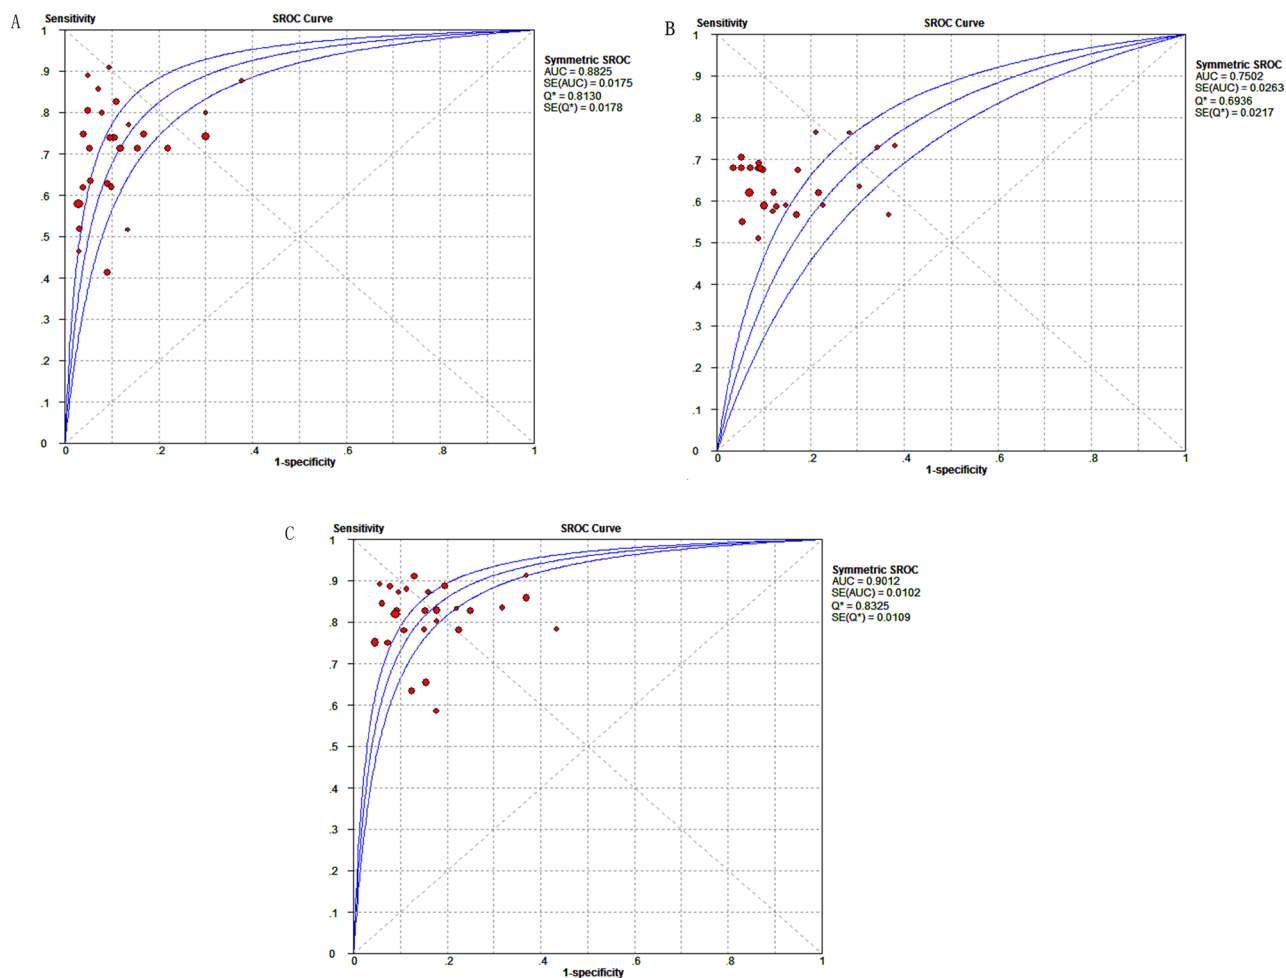 A
Sensitivity
SROC Curve
1
.9
.8
.7
.6
.5
.4
.3
.2
.1
0
0
.2
.4
.6
.8
1
1-specificity
Symmetric SROC
AUC = 0.8825
SE(AUC) = 0.0175
Q* = 0.8130
SE(Q*) = 0.0178
B
Sensitivity
SROC Curve
1
.9
.8
.7
.6
.5
.4
.3
.2
.1
0
0
.2
.4
.6
.8
1
1-specificity
Symmetric SROC
AUC = 0.7502
SE(AUC) = 0.0263
Q* = 0.6936
SE(Q*) = 0.0217
C
Sensitivity
SROC Curve
1
.9
.8
.7
.6
.5
.4
.3
.2
.1
0
0
.2
.4
.6
.8
1
1-specificity
Symmetric SROC
AUC = 0.9012
SE(AUC) = 0.0102
Q* = 0.8325
SE(Q*) = 0.0109